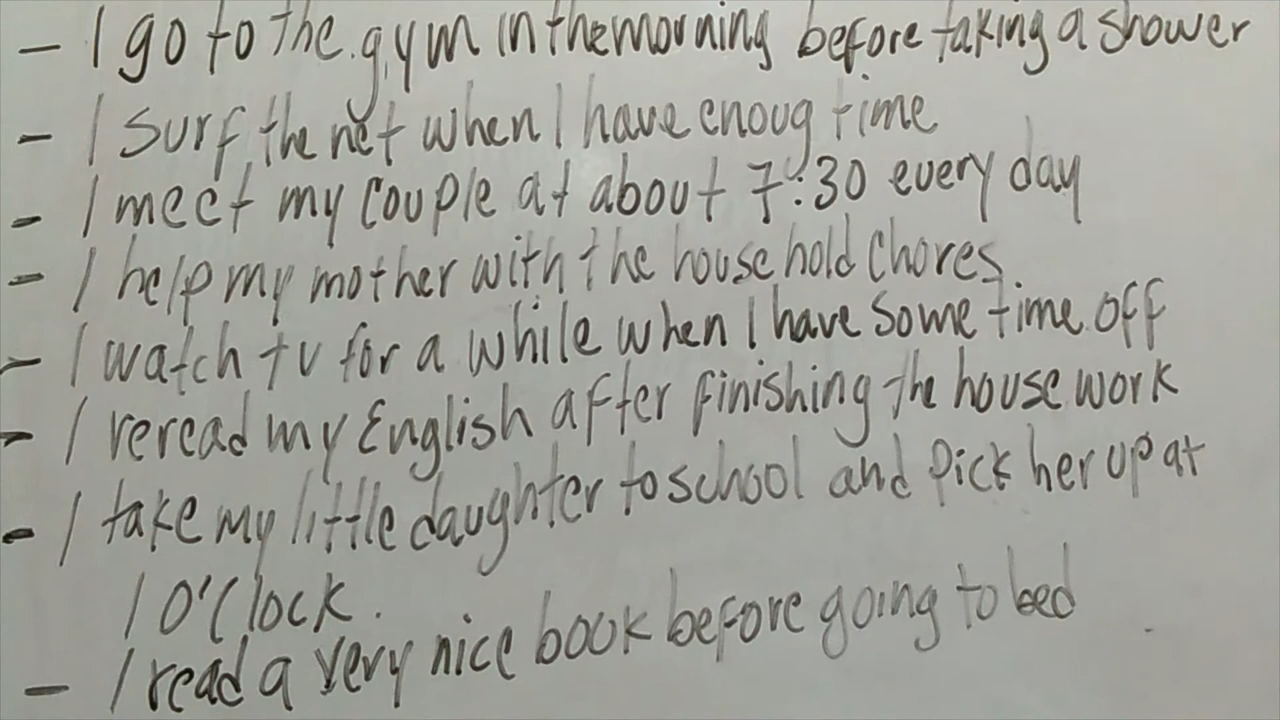 - I go to the gym in the morning before taking a shower
- I surf the net when I have enoug time
- I meet my couple at about 7:30 every day
- I help my mother with the house hold chores
- I watch tv for a while when I have some time off
- I reread my English after finishing the house work
- I take my little daughter to school and pick her up at
1 O'Clock.
- I read a very nice book before going to bed